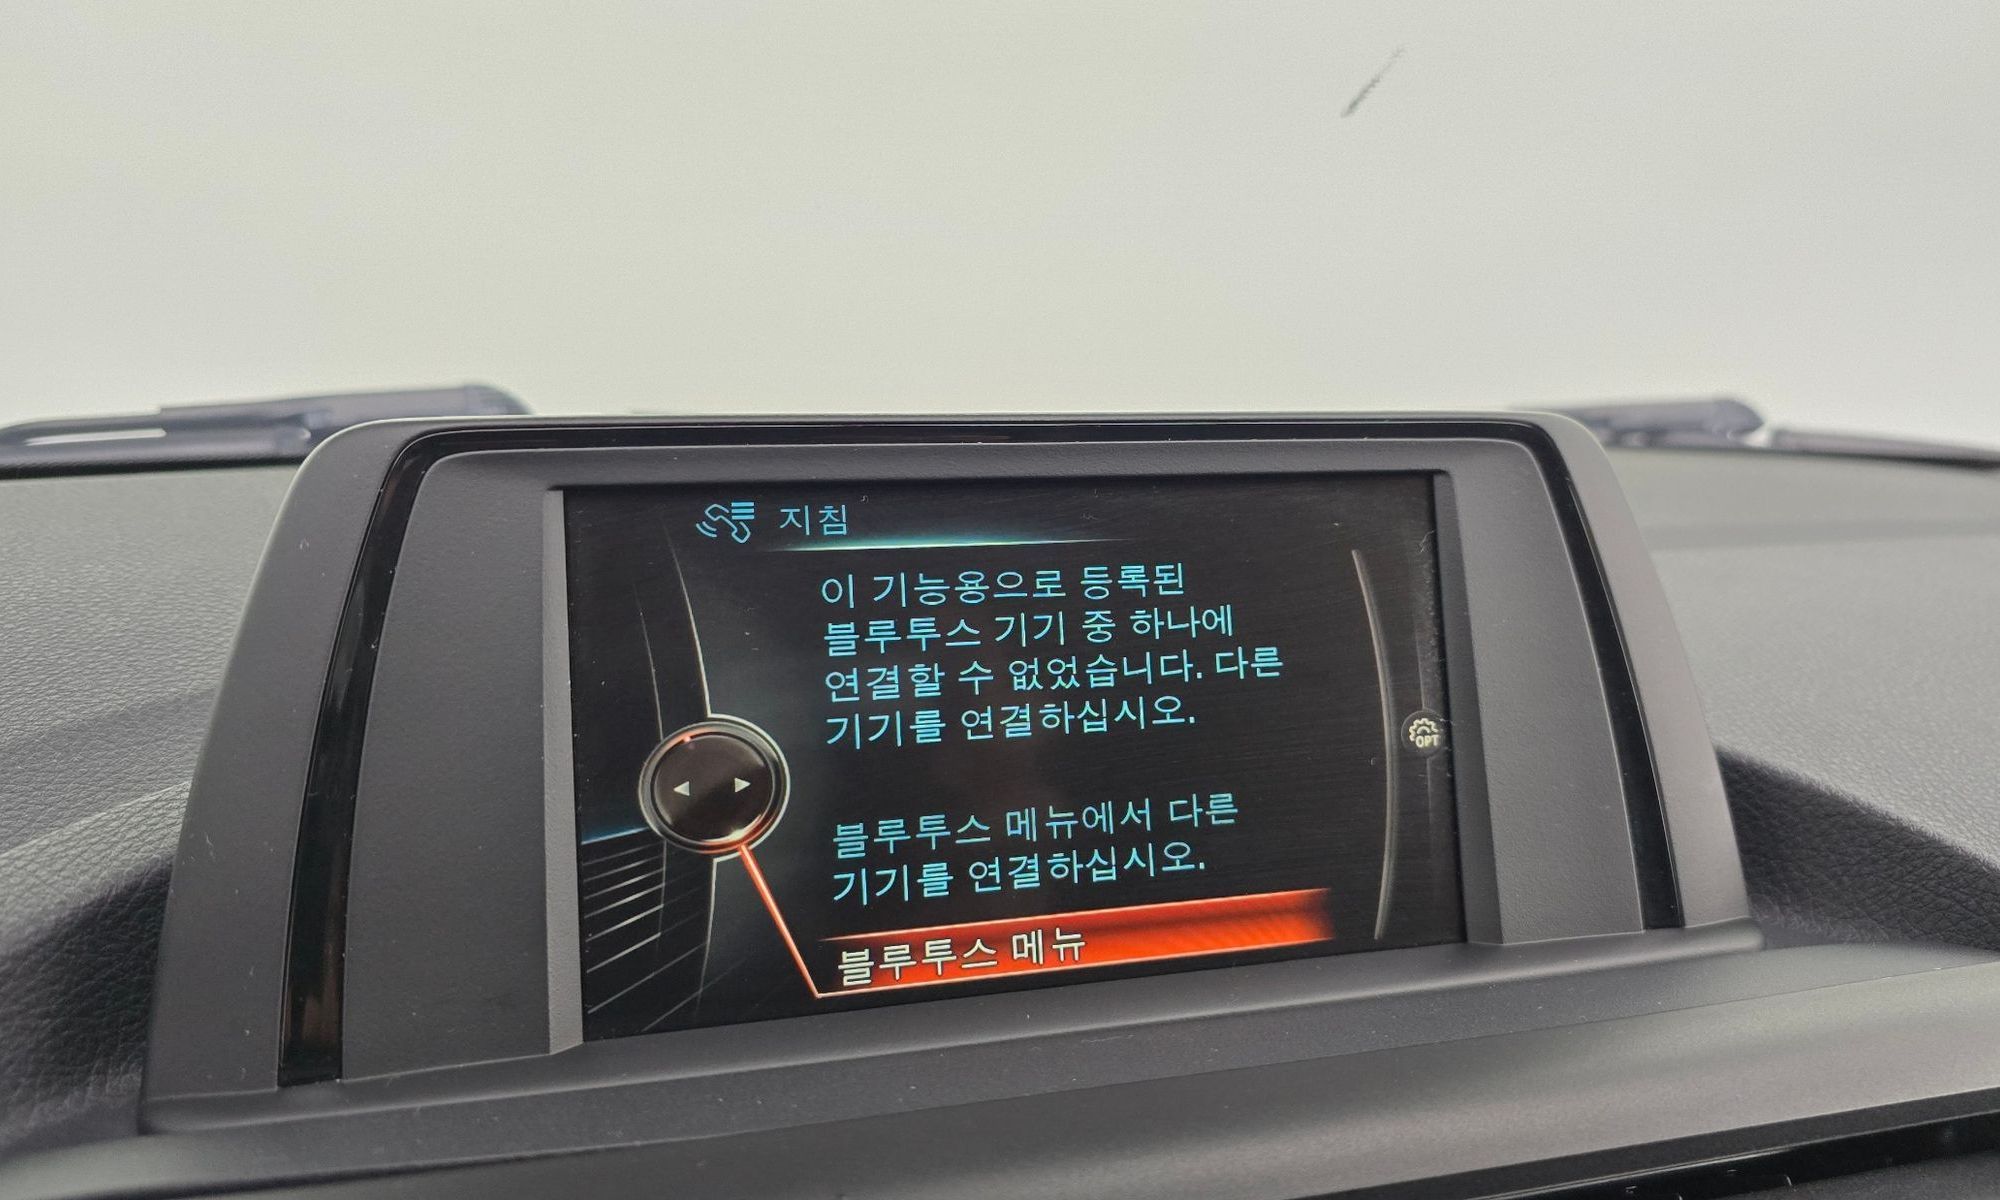 지침
이 기능용으로 등록된
블루투스 기기 중 하나에
연결할 수 없었습니다. 다른
기기를 연결하십시오.
OPT
블루투스 메뉴에서 다른
기기를 연결하십시오.
블루투스 메뉴